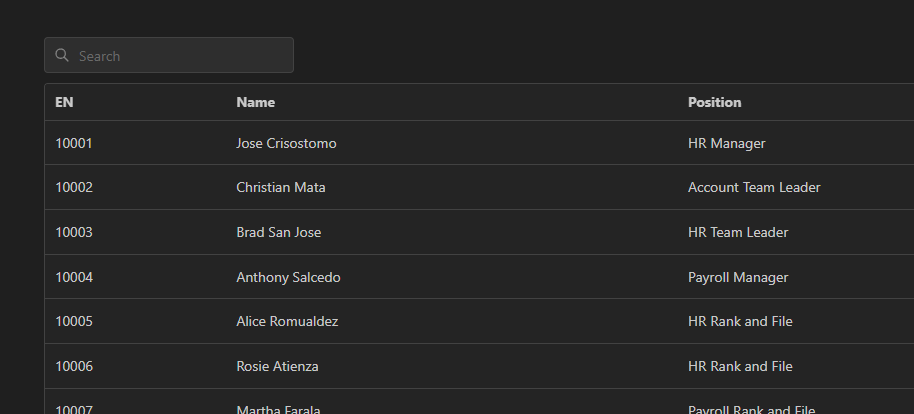 Search
EN Name Position
10001 Jose Crisostomo HR Manager
10002 Christian Mata Account Team Leader
10003 Brad San Jose HR Team Leader
10004 Anthony Salcedo Payroll Manager
10005 Alice Romualdez HR Rank and File
10006 Rosie Atienza HR Rank and File
10007 Martha Farala Payroll Rank and File